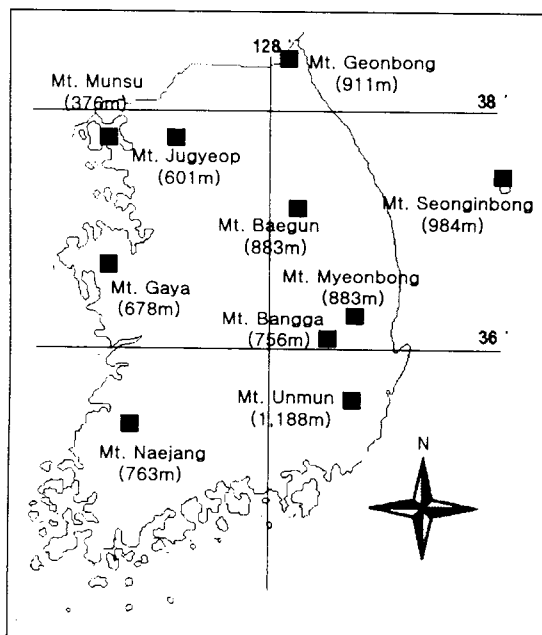 128 °
Mt. Geonbong
(911m)
Mt. Munsu
(376m)
38 °
Mt. Jugyeop
(601m)
Mt. Seonginbong
(984m)
Mt. Baegun
(883m)
Mt. Myeonbong
(883m)
Mt. Gaya
(678m)
Mt. Bangga
(756m)
36 °
Mt. Unmun
(1,188m)
Mt. Naejang
(763m)
N